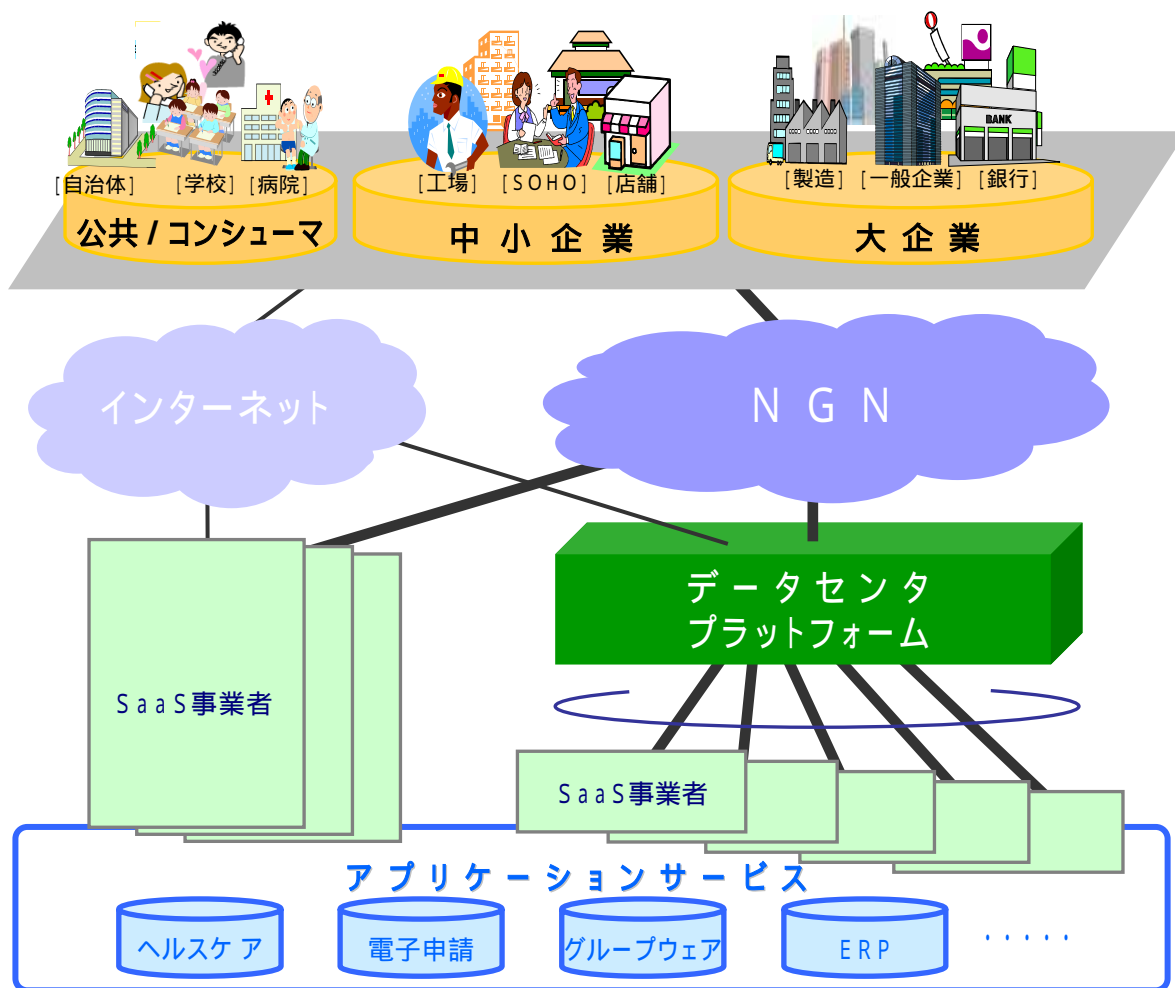 BANK
[自治体] [学校] [病院]
[工場] [SOHO] [店舗]
[製造] [一般企業] [銀行]
公共/コンシューマ
中小企業
大企業
インターネット
NGN
データセンタ
プラットフォーム
SaaS事業者
SaaS事業者
アプリケーションサービス
ヘルスケア
電子申請
グループウェア
ERP
・・・・・